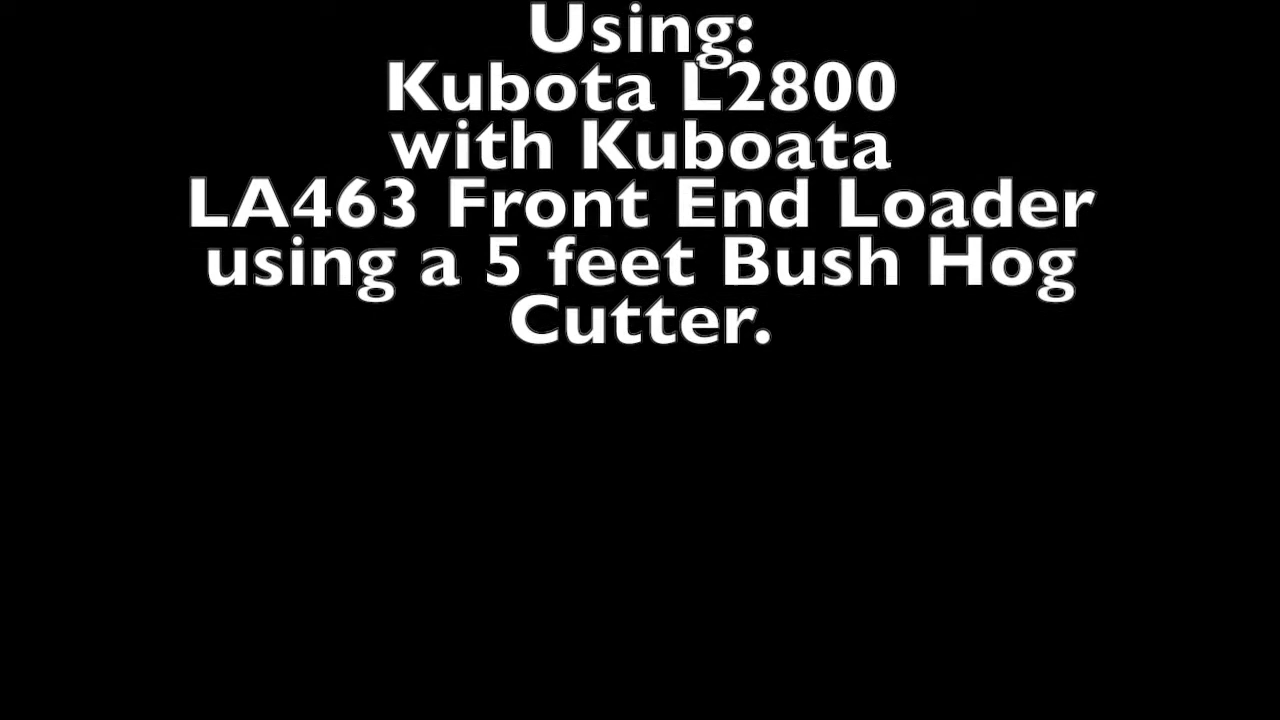 Using:
Kubota L2800
with Kuboata
LA463 Front End Loader
using a 5 feet Bush Hog
Cutter.